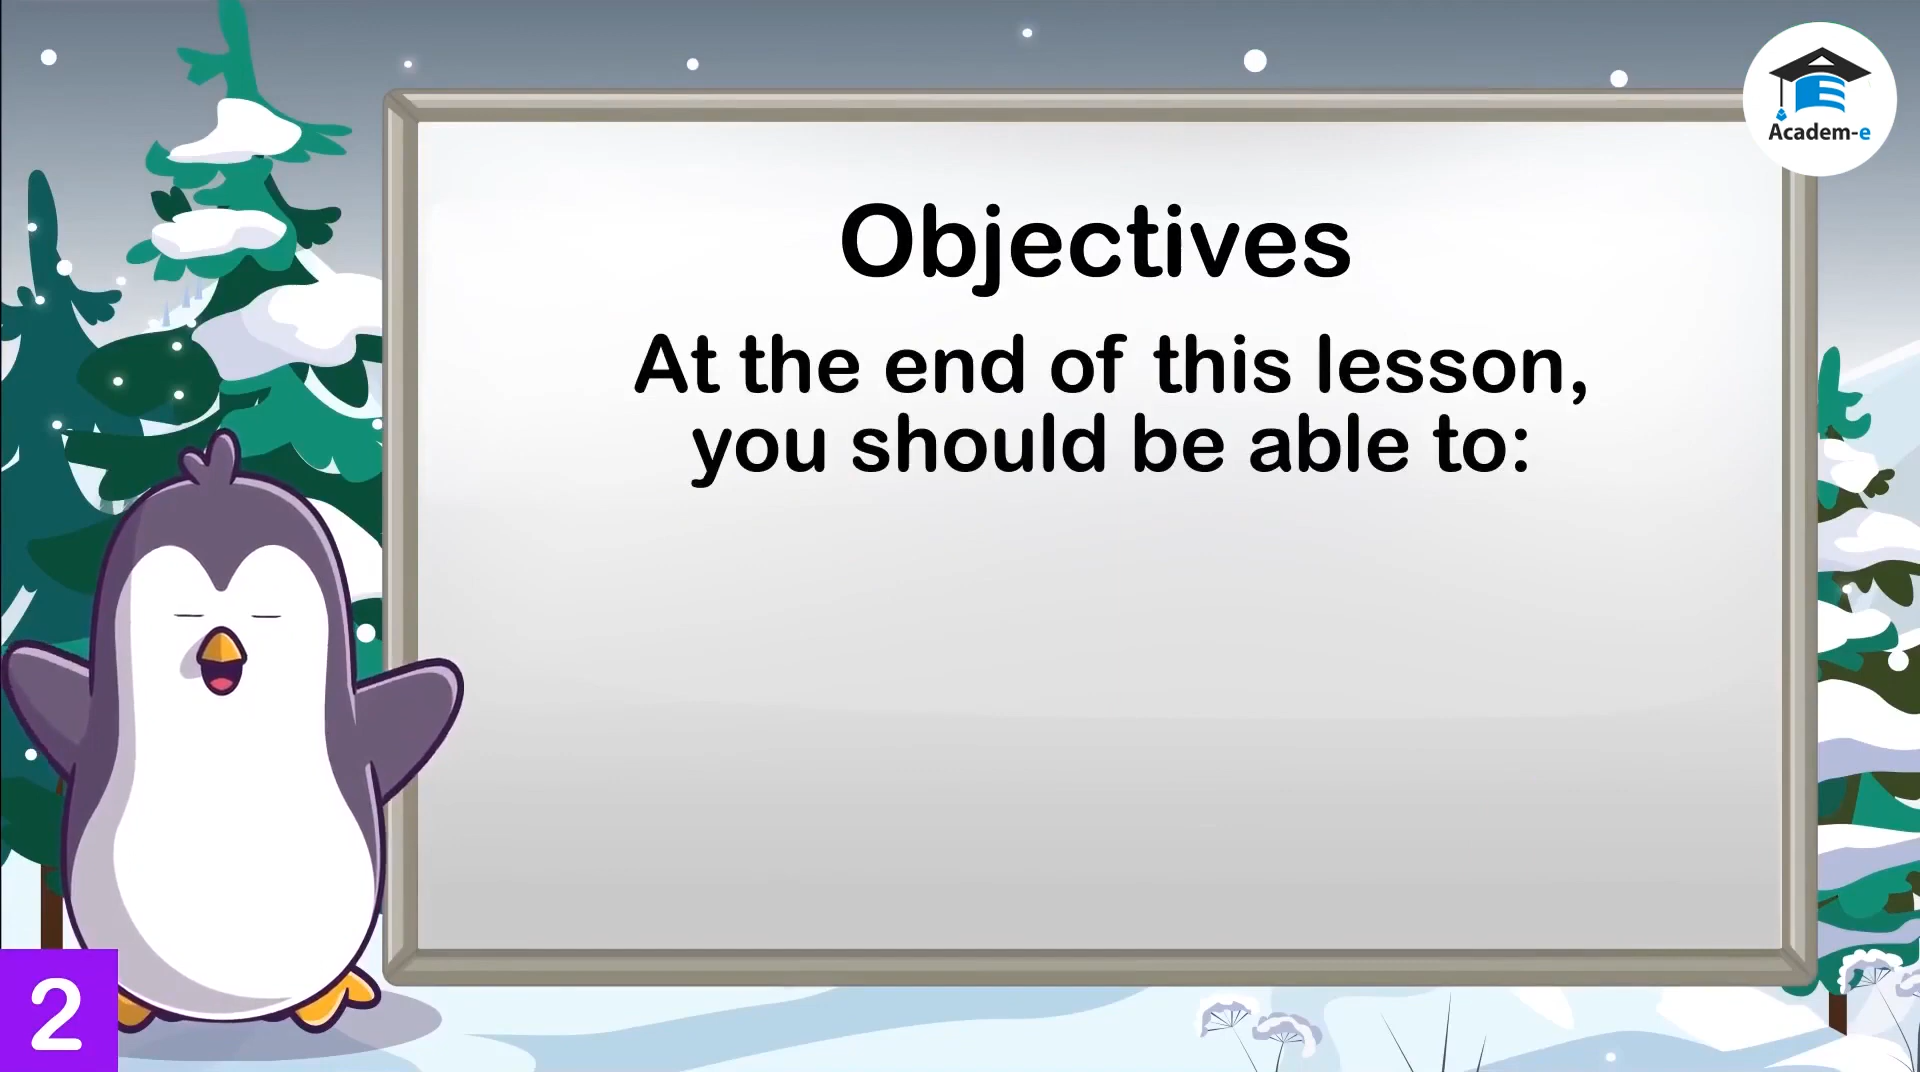 Academ-e
Objectives
At the end of this lesson,
you should be able to:
2